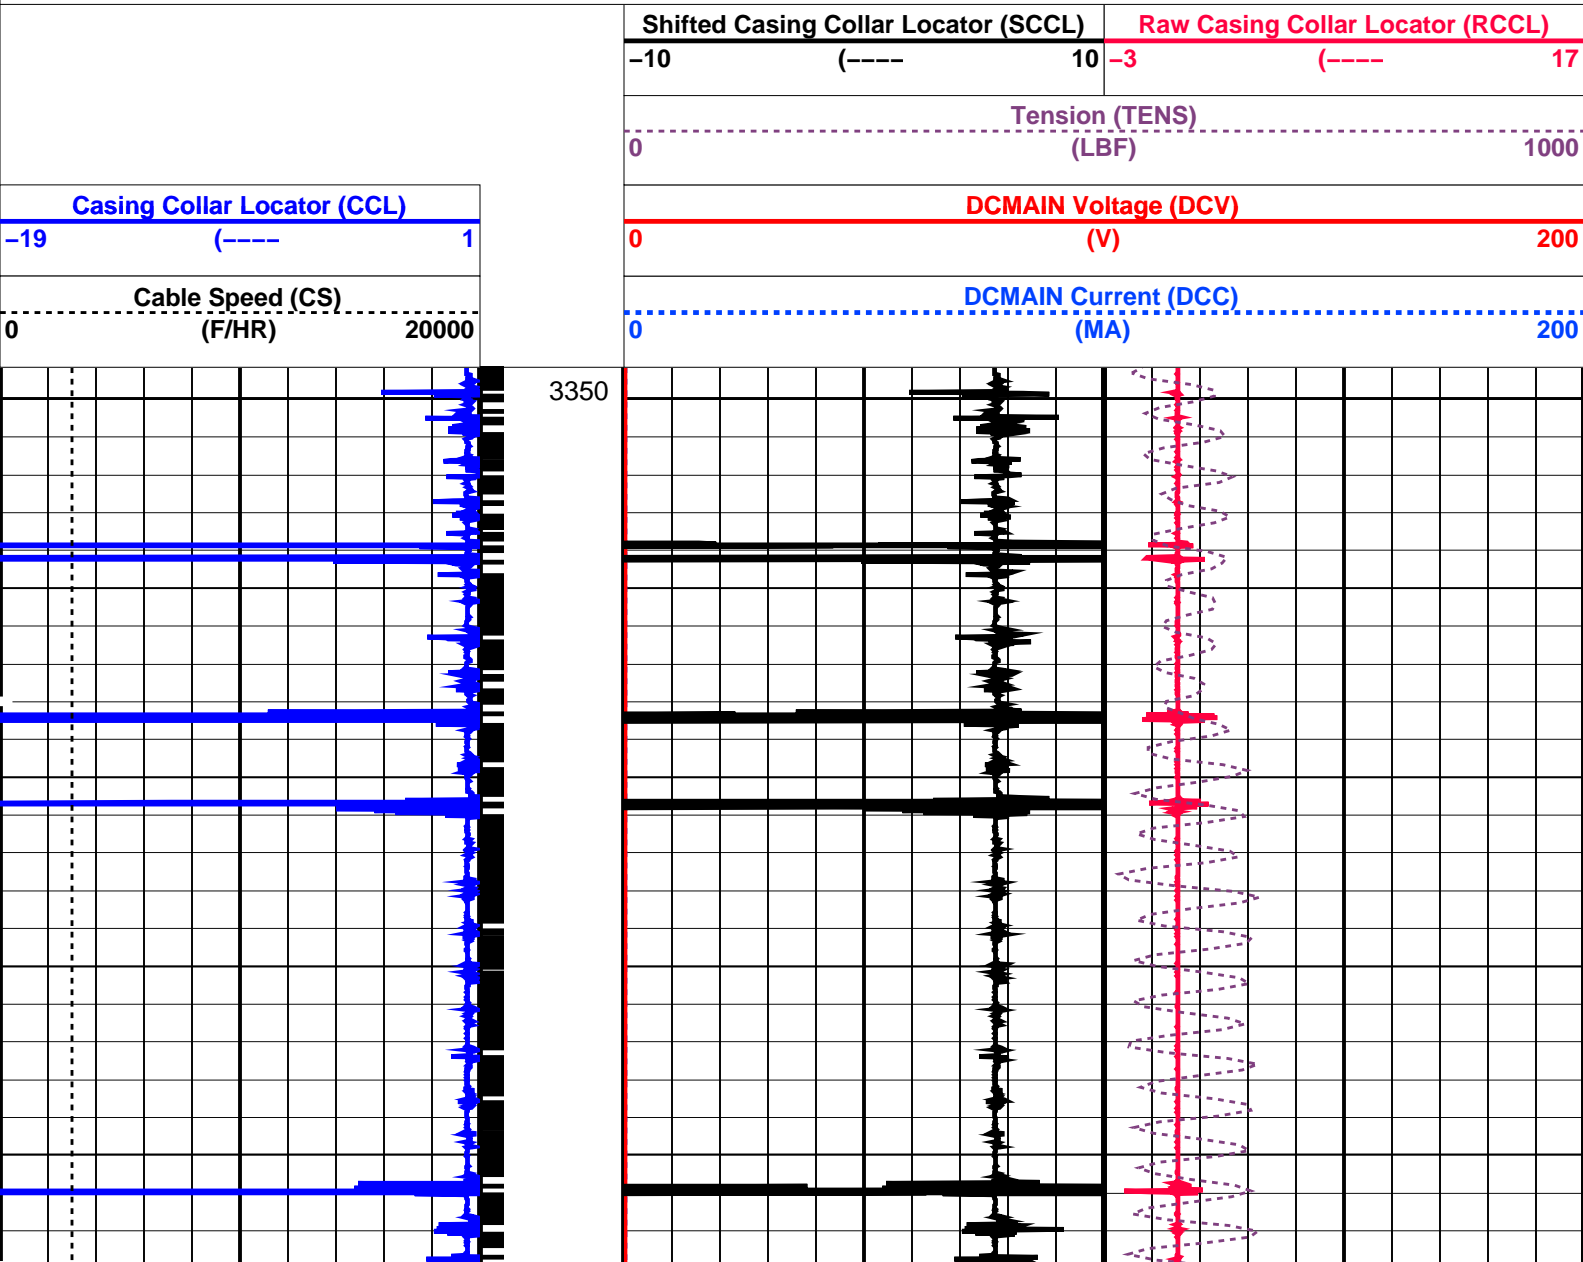 Shifted Casing Collar Locator (SCCL)
−10 (−−−− 10
Raw Casing Collar Locator (RCCL)
−3 (−−−− 17
Tension (TENS)
0 (LBF) 1000
Casing Collar Locator (CCL)
−19 (−−−− 1
DCMAIN Voltage (DCV)
0 (V) 200
Cable Speed (CS)
0 (F/HR) 20000
DCMAIN Current (DCC)
0 (MA) 200
3350